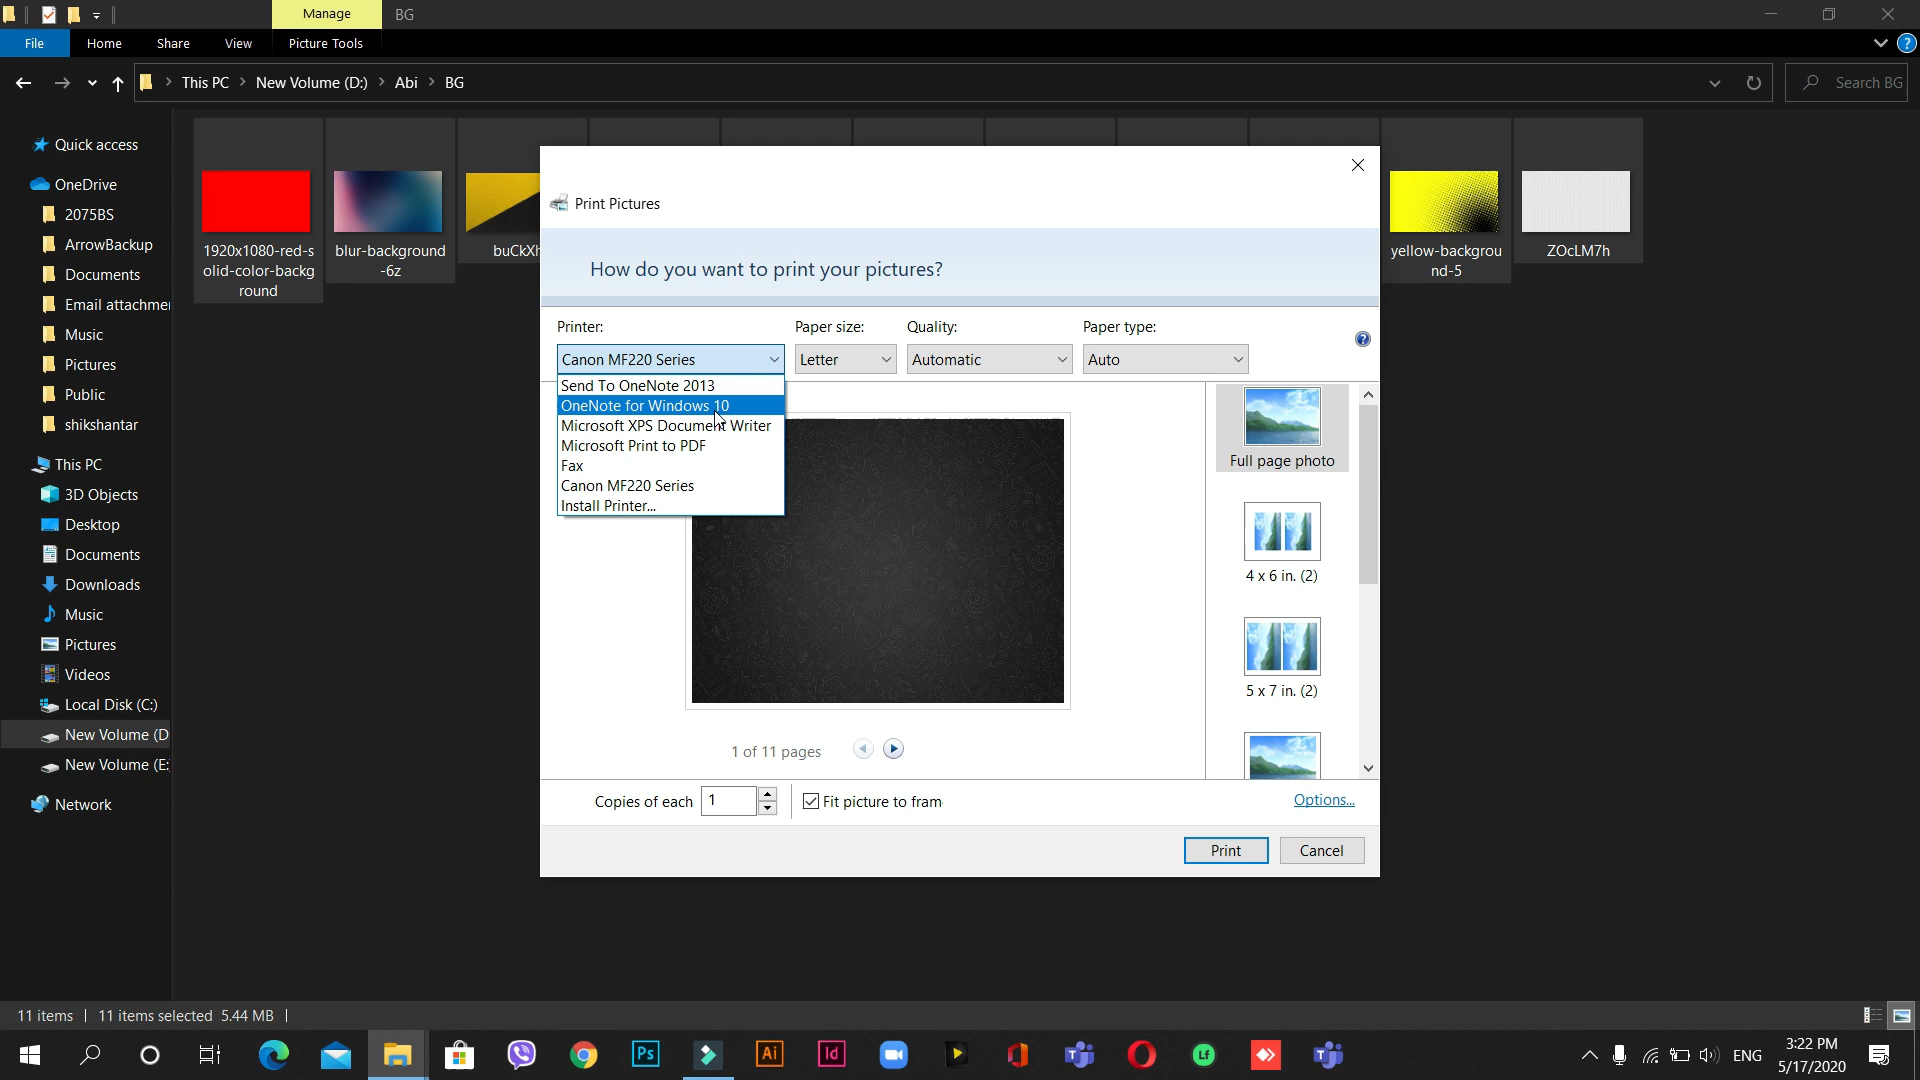 Manage
BG
File
Home
Share
View
Picture Tools
This PC
New Volume (D:)
Abi
BG
Search BG
Quick access
OneDrive
2075BS
ArrowBackup
Documents
Email attachmen
Music
Pictures
Public
shikshantar
This PC
3D Objects
Desktop
Documents
Downloads
Music
Pictures
Videos
Local Disk (C:)
New Volume (D
New Volume (E:
Network
1920x1080-red-s
olid-color-backg
round
blur-background
-6z
buCkXh
yellow-backgrou
nd-5
ZOcLM7h
Print Pictures
How do you want to print your pictures?
Printer:
Paper size:
Quality:
Paper type:
Canon MF220 Series
Letter
Automatic
Auto
Send To OneNote 2013
OneNote for Windows 10
Microsoft XPS Document Writer
Microsoft Print to PDF
Fax
Canon MF220 Series
Install Printer...
Full page photo
4 x 6 in. (2)
5 x 7 in. (2)
1 of 11 pages
Copies of each
1
Fit picture to fram
Options...
Print
Cancel
11 items
11 items selected 5.44 MB
Ps
Ai
Id
Lf
ENG
3:22 PM
5/17/2020